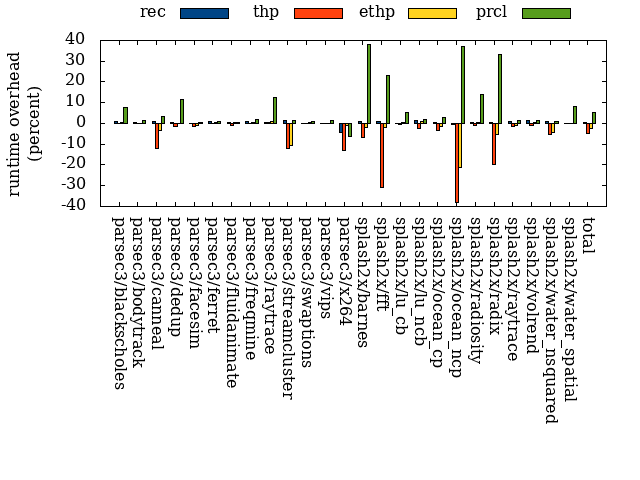 rec thp ethp prcl
runtime overhead
(percent)
40
30
20
10
0
-10
-20
-30
-40
parsec3/blackscholes
parsec3/bodytrack
parsec3/canneal
parsec3/dedup
parsec3/facesim
parsec3/ferret
parsec3/fluidanimate
parsec3/freqmine
parsec3/raytrace
parsec3/streamcluster
parsec3/swaptions
parsec3/vips
parsec3/x264
splash2x/barnes
splash2x/fft
splash2x/lu_cb
splash2x/lu_ncb
splash2x/ocean_cp
splash2x/ocean_ncp
splash2x/radiosity
splash2x/radix
splash2x/raytrace
splash2x/volrend
splash2x/water_nsquared
splash2x/water_spatial
total